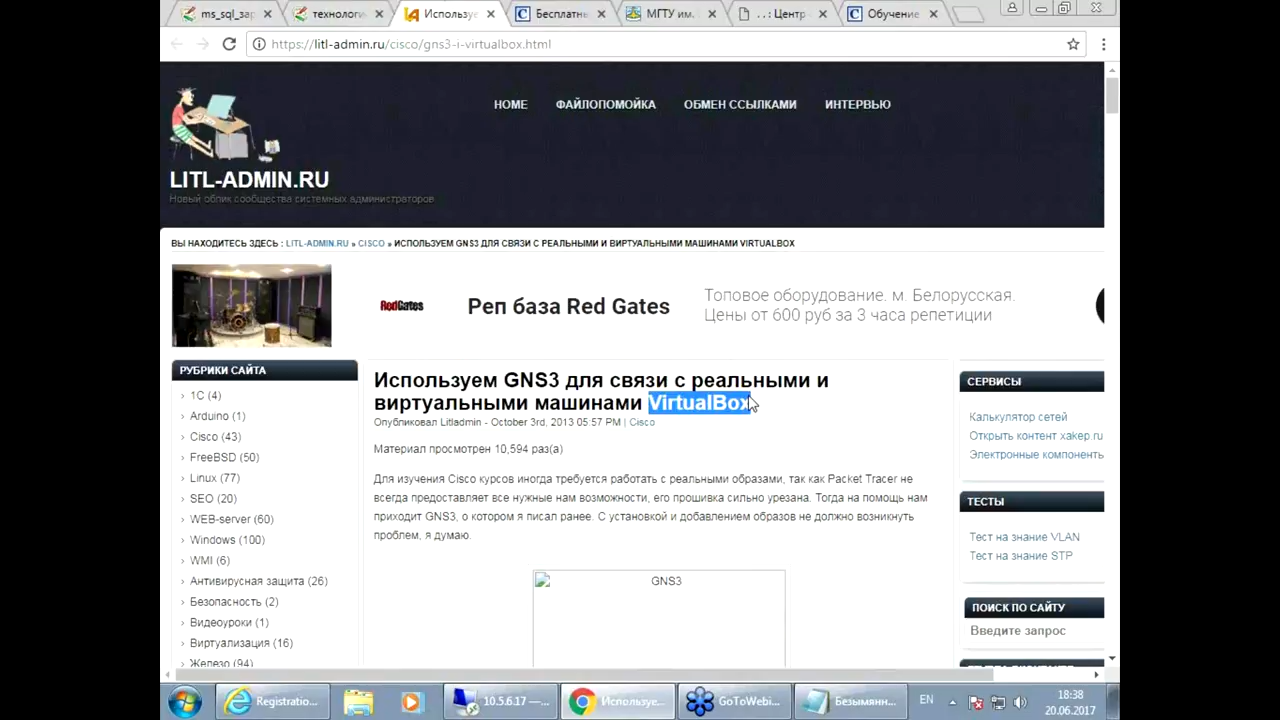 ms_sql_зар
технологи
Используе
Бесплатны
МГТУ им.
..: Центр
Обучение
https://litl-admin.ru/cisco/gns3-i-virtualbox.html
HOME
ФАЙЛОПОМОЙКА
ОБМЕН ССЫЛКАМИ
ИНТЕРВЬЮ
LITL-ADMIN.RU
Новый облик сообщества системных администраторов
ВЫ НАХОДИТЕСЬ ЗДЕСЬ : LITL-ADMIN.RU » CISCO » ИСПОЛЬЗУЕМ GNS3 ДЛЯ СВЯЗИ С РЕАЛЬНЫМИ И ВИРТУАЛЬНЫМИ МАШИНАМИ VIRTUALBOX
RedGates
Реп база Red Gates
Топовое оборудование. м. Белорусская.
Цены от 600 руб за 3 часа репетиции
РУБРИКИ САЙТА
1С (4)
Arduino (1)
Cisco (43)
FreeBSD (50)
Linux (77)
SEO (20)
WEB-server (60)
Windows (100)
WMI (6)
Антивирусная защита (26)
Безопасность (2)
Видеоуроки (1)
Виртуализация (16)
Железо (94)
Используем GNS3 для связи с реальными и
виртуальными машинами VirtualBox
Опубликовал Litladmin - October 3rd, 2013 05:57 PM | Cisco
Материал просмотрен 10,594 раз(а)
Для изучения Cisco курсов иногда требуется работать с реальными образами, так как Packet Tracer не
всегда предоставляет все нужные нам возможности, его прошивка сильно урезана. Тогда на помощь нам
приходит GNS3, о котором я писал ранее. С установкой и добавлением образов не должно возникнуть
проблем, я думаю.
GNS3
СЕРВИСЫ
Калькулятор сетей
Открыть контент xakep.ru
Электронные компоненты
ТЕСТЫ
Тест на знание VLAN
Тест на знание STP
ПОИСК ПО САЙТУ
Введите запрос
Registratio...
10.5.6.17 —...
Используе...
GoToWebi...
Безымянн...
EN
18:38
20.06.2017